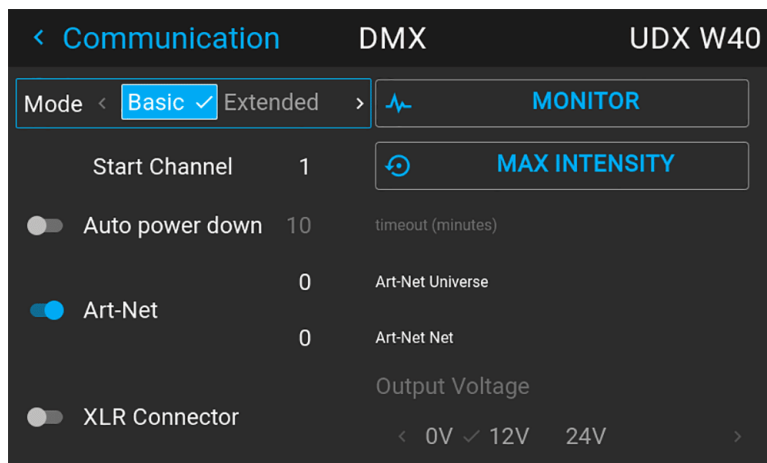 Communication DMX UDX W40
Mode Basic Extended MONITOR
Start Channel 1 MAX INTENSITY
Auto power down 10 timeout (minutes)
0 Art-Net Universe
Art-Net
0 Art-Net Net
Output Voltage
XLR Connector
0V 12V 24V